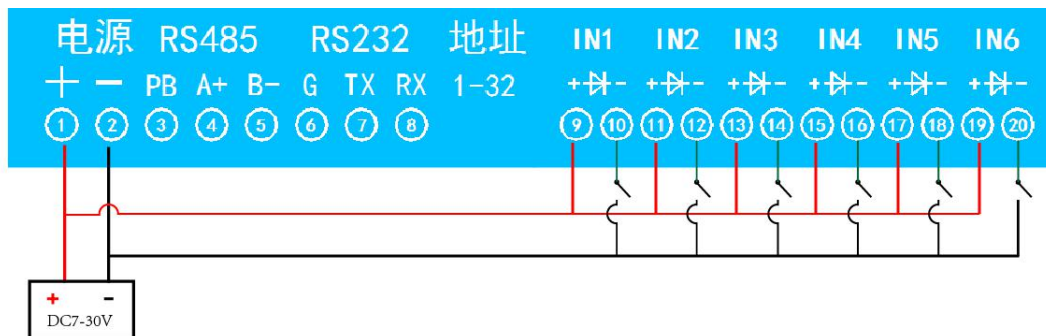 电源 RS485 RS232 地址 IN1 IN2 IN3 IN4 IN5 IN6
+ - PB A+ B- G TX RX 1-32 + - + - + - + - + - + -
1 2 3 4 5 6 7 8 9 10 11 12 13 14 15 16 17 18 19 20
+ -
DC7-30V